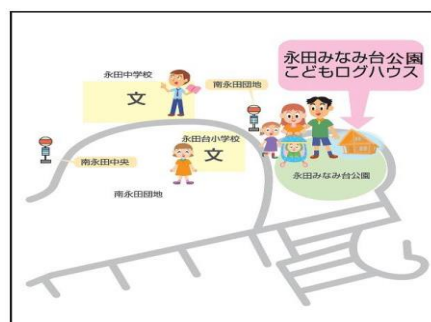 永田みなみ台公園
こどもログハウス
永田中学校
文
南永田団地
永田台小学校
文
南永田中央
南永田団地
永田みなみ台公園